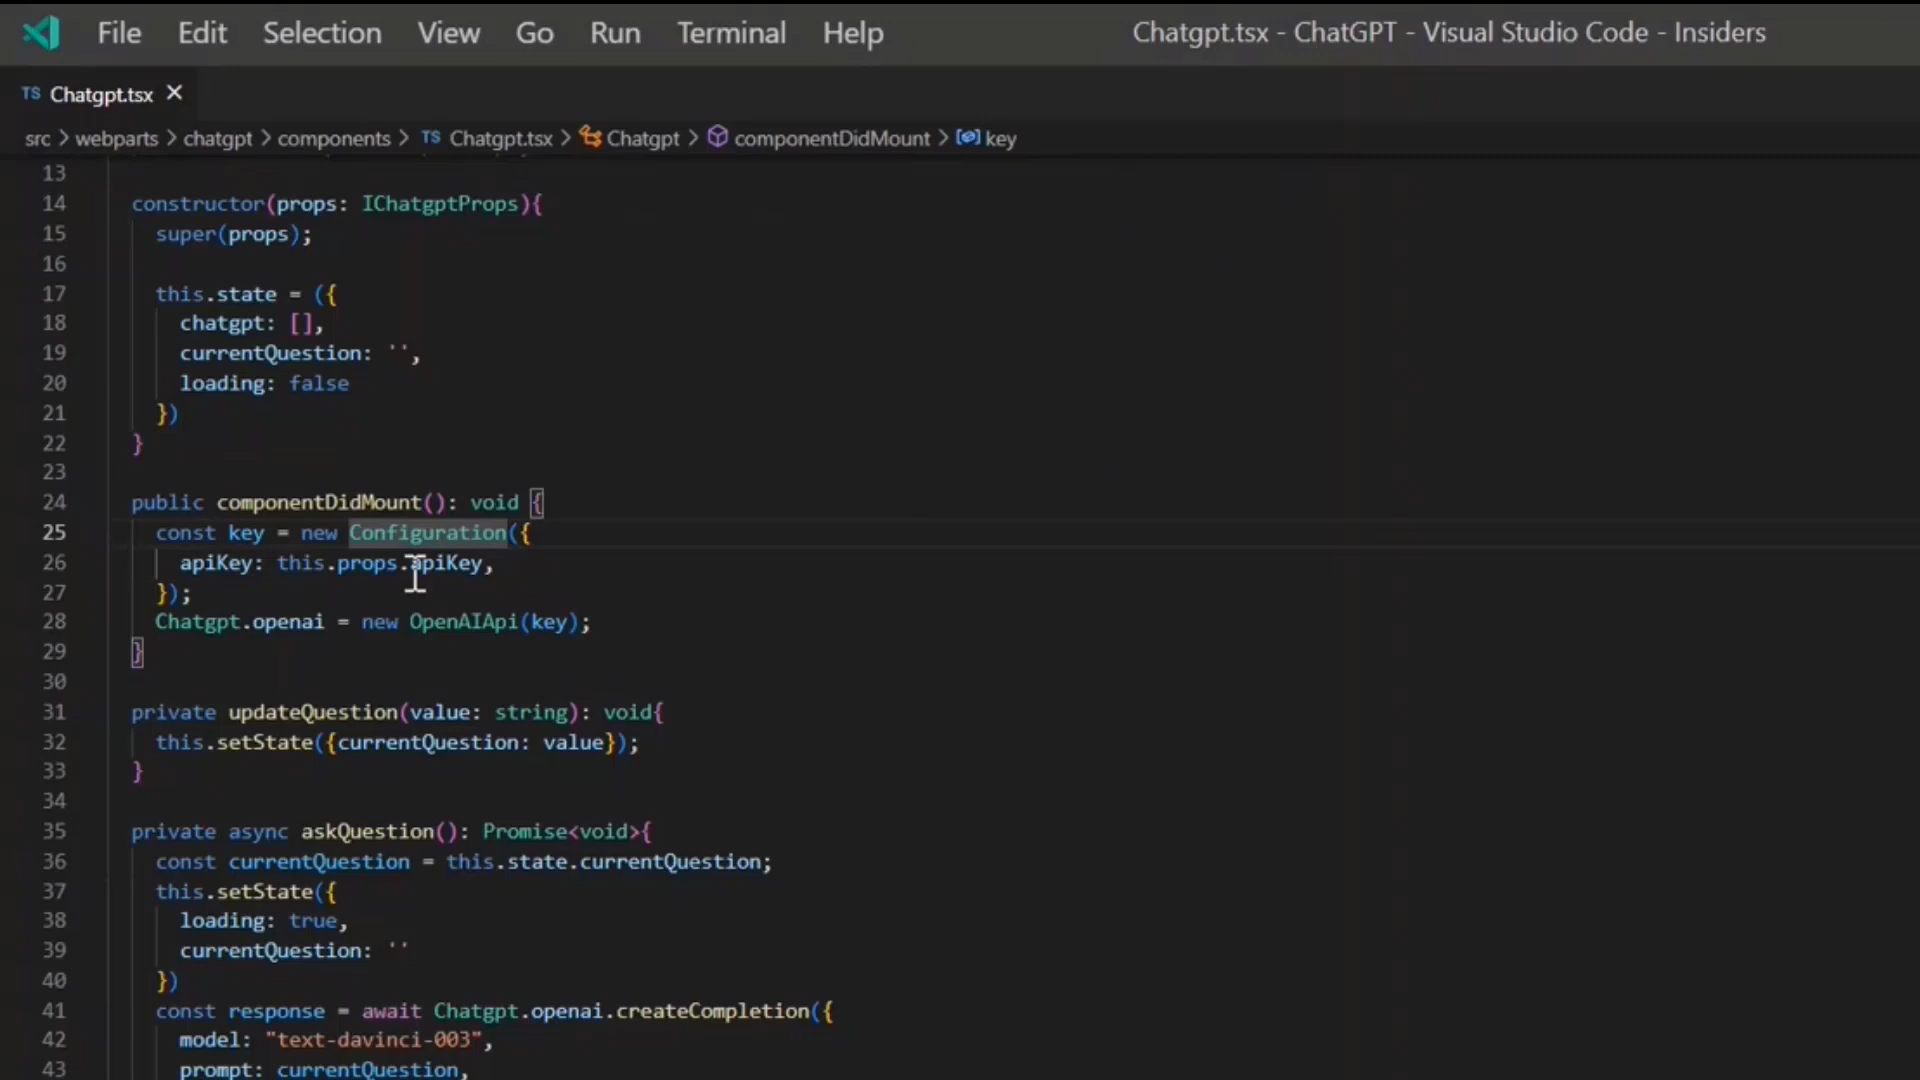 File Edit Selection View Go Run Terminal Help Chatgpt.tsx - ChatGPT - Visual Studio Code - Insiders
TS Chatgpt.tsx ×
src > webparts > chatgpt > components > TS Chatgpt.tsx > Chatgpt > componentDidMount > key
13
14 constructor(props: IChatgptProps){
15 super(props);
16
17 this.state = ({
18 chatgpt: [],
19 currentQuestion: '',
20 loading: false
21 })
22 }
23
24 public componentDidMount(): void {
25 const key = new Configuration({
26 apiKey: this.props.apiKey,
27 });
28 Chatgpt.openai = new OpenAIApi(key);
29 }
30
31 private updateQuestion(value: string): void{
32 this.setState({currentQuestion: value});
33 }
34
35 private async askQuestion(): Promise<void>{
36 const currentQuestion = this.state.currentQuestion;
37 this.setState({
38 loading: true,
39 currentQuestion: ''
40 })
41 const response = await Chatgpt.openai.createCompletion({
42 model: "text-davinci-003",
43 prompt: currentQuestion,